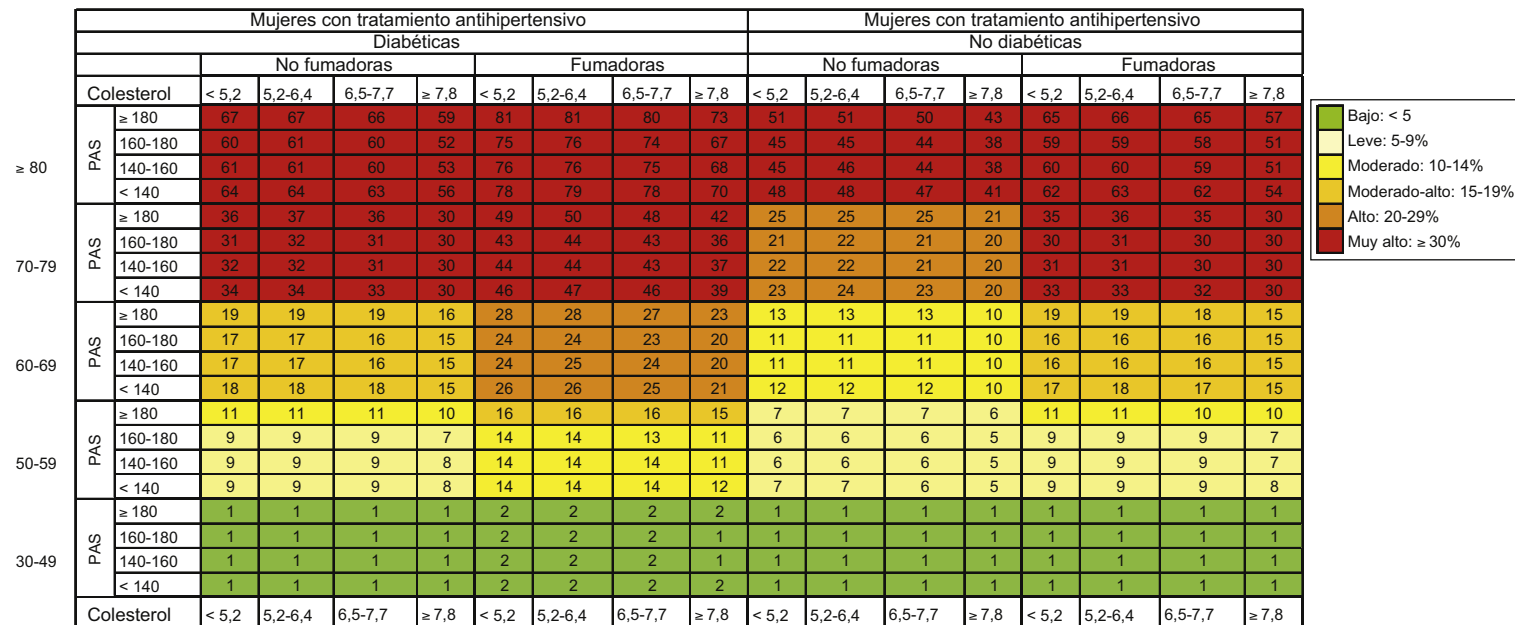 Mujeres con tratamiento antihipertensivo Mujeres con tratamiento antihipertensivo
Diabéticas No diabéticas
No fumadoras Fumadoras No fumadoras Fumadoras
Colesterol < 5,2 5,2-6,4 6,5-7,7 ≥ 7,8 < 5,2 5,2-6,4 6,5-7,7 ≥ 7,8 < 5,2 5,2-6,4 6,5-7,7 ≥ 7,8 < 5,2 5,2-6,4 6,5-7,7 ≥ 7,8
≥ 80 PAS
≥ 180 67 67 66 59 81 81 80 73 51 51 50 43 65 66 65 57
160-180 60 61 60 52 75 76 74 67 45 45 44 38 59 59 58 51
140-160 61 61 60 53 76 76 75 68 45 46 44 38 60 60 59 51
< 140 64 64 63 56 78 79 78 70 48 48 47 41 62 63 62 54
70-79 PAS
≥ 180 36 37 36 30 49 50 48 42 25 25 25 21 35 36 35 30
160-180 31 32 31 30 43 44 43 36 21 22 21 20 30 31 30 30
140-160 32 32 31 30 44 44 43 37 22 22 21 20 31 31 30 30
< 140 34 34 33 30 46 47 46 39 23 24 23 20 33 33 32 30
60-69 PAS
≥ 180 19 19 19 16 28 28 27 23 13 13 13 10 19 19 18 15
160-180 17 17 16 15 24 24 23 20 11 11 11 10 16 16 16 15
140-160 17 17 16 15 24 25 24 20 11 11 11 10 16 16 16 15
< 140 18 18 18 15 26 26 25 21 12 12 12 10 17 18 17 15
50-59 PAS
≥ 180 11 11 11 10 16 16 16 15 7 7 7 6 11 11 10 10
160-180 9 9 9 7 14 14 13 11 6 6 6 5 9 9 9 7
140-160 9 9 9 8 14 14 14 11 6 6 6 5 9 9 9 7
< 140 9 9 9 8 14 14 14 12 7 7 6 5 9 9 9 8
30-49 PAS
≥ 180 1 1 1 1 2 2 2 2 1 1 1 1 1 1 1 1
160-180 1 1 1 1 2 2 2 1 1 1 1 1 1 1 1 1
140-160 1 1 1 1 2 2 2 1 1 1 1 1 1 1 1 1
< 140 1 1 1 1 2 2 2 2 1 1 1 1 1 1 1 1
Colesterol < 5,2 5,2-6,4 6,5-7,7 ≥ 7,8 < 5,2 5,2-6,4 6,5-7,7 ≥ 7,8 < 5,2 5,2-6,4 6,5-7,7 ≥ 7,8 < 5,2 5,2-6,4 6,5-7,7 ≥ 7,8
Bajo: < 5
Leve: 5-9%
Moderado: 10-14%
Moderado-alto: 15-19%
Alto: 20-29%
Muy alto: ≥ 30%